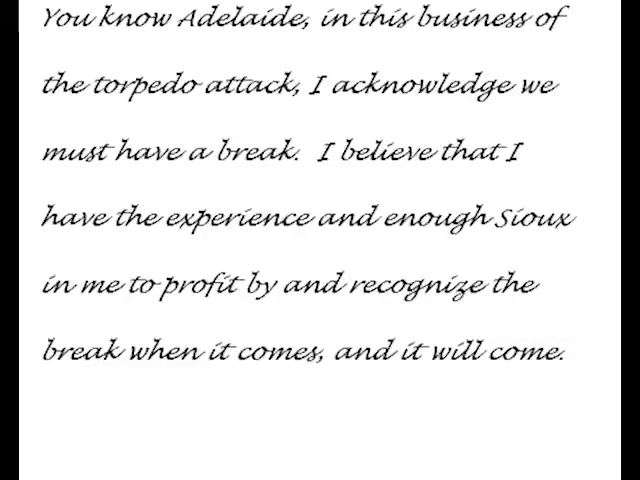 You know Adelaide, in this business of
the torpedo attack, I acknowledge we
must have a break.  I believe that I
have the experience and enough Sioux
in me to profit by and recognize the
break when it comes, and it will come.